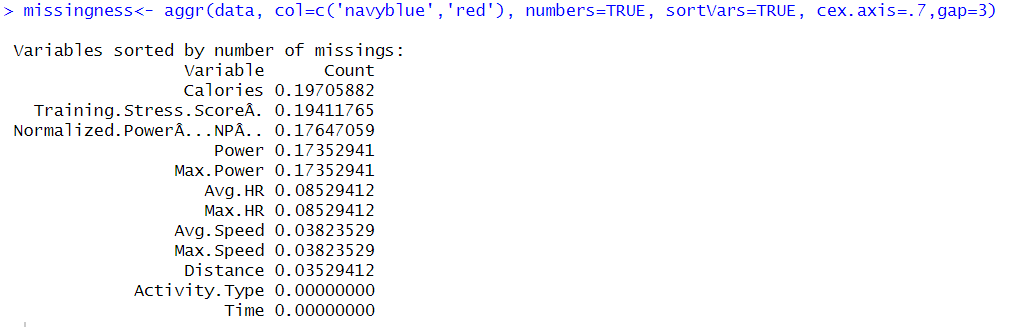 > missingness<- aggr(data, col=c('navyblue','red'), numbers=TRUE, sortVars=TRUE, cex.axis=.7,gap=3)
Variables sorted by number of missings:
Variable Count
Calories 0.19705882
Training.Stress.ScoreÂ. 0.19411765
Normalized.PowerÂ...NPÂ.. 0.17647059
Power 0.17352941
Max.Power 0.17352941
Avg.HR 0.08529412
Max.HR 0.08529412
Avg.Speed 0.03823529
Max.Speed 0.03823529
Distance 0.03529412
Activity.Type 0.00000000
Time 0.00000000